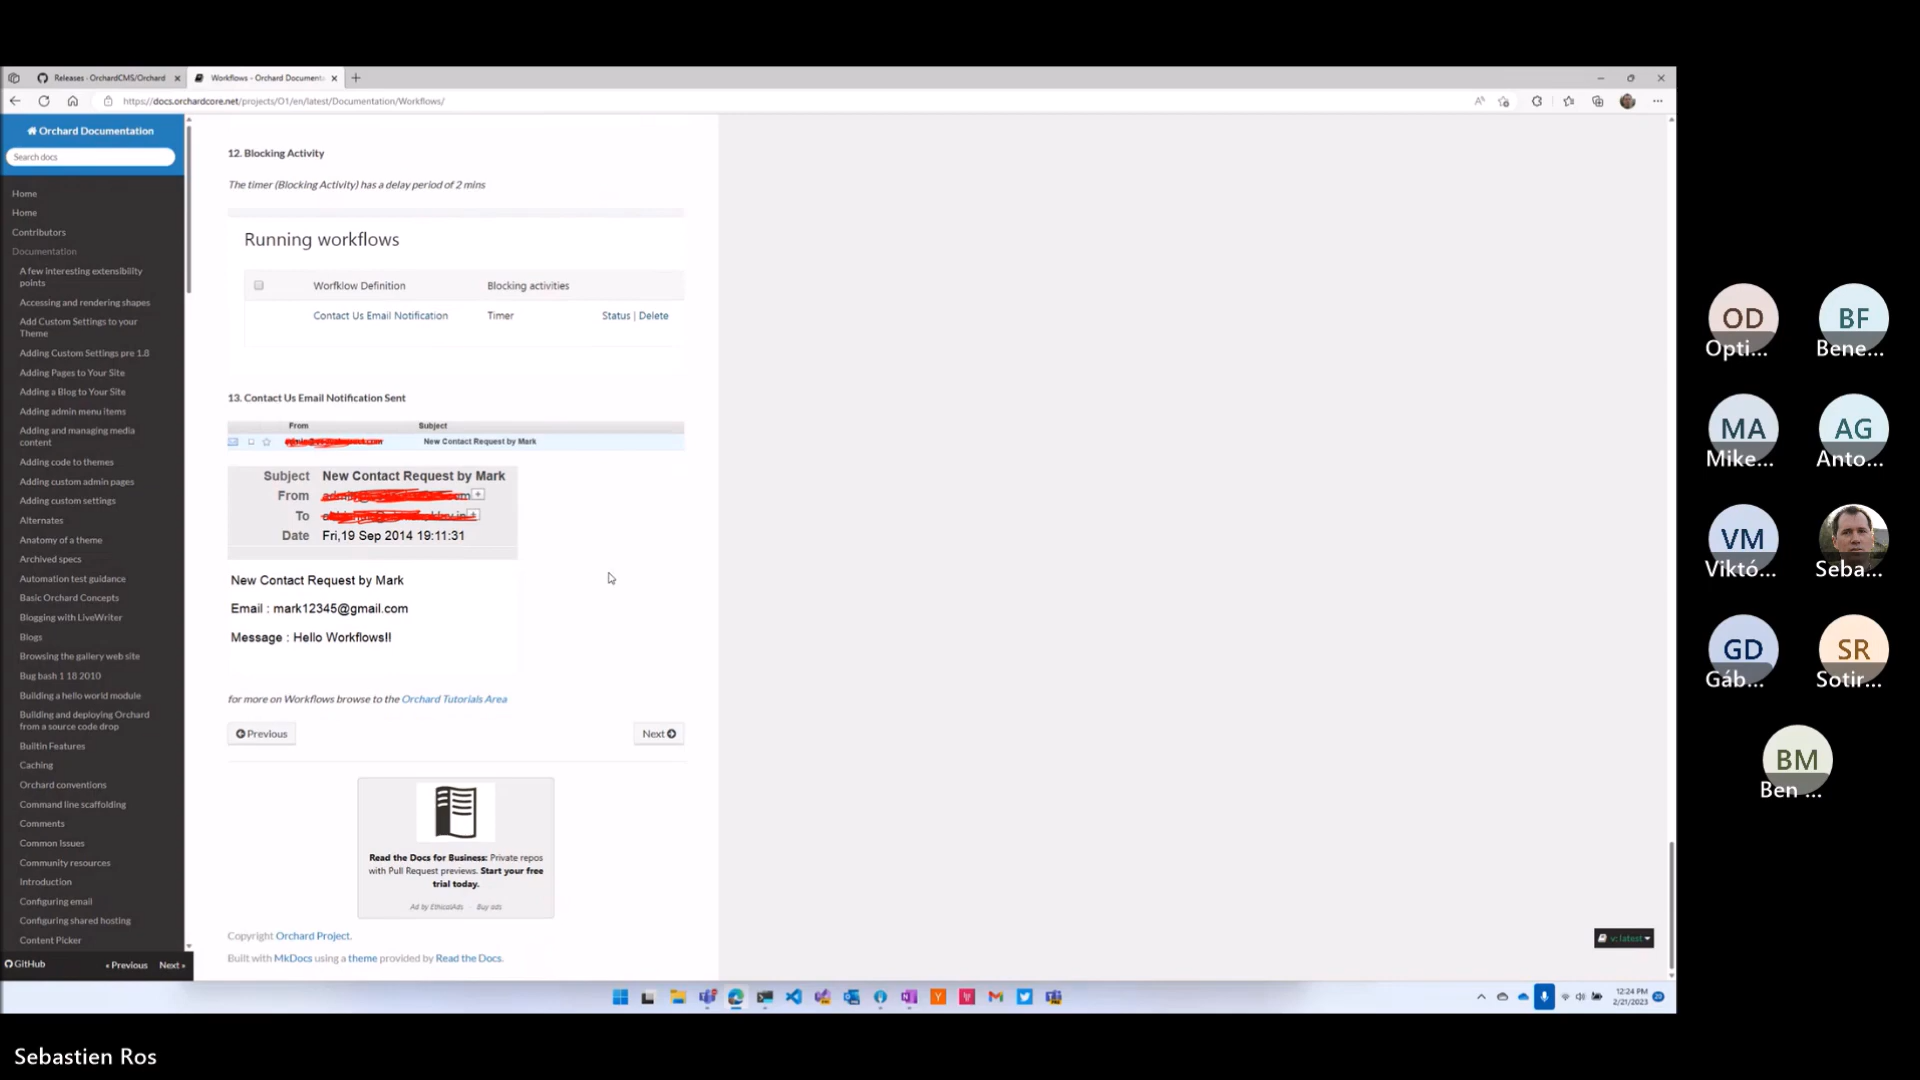 Releases · OrchardCMS/Orchard
Workflows - Orchard Document
https://docs.orchardcore.net/projects/O1/en/latest/Documentation/Workflows/
Orchard Documentation
Search docs
Home
Home
Contributors
Documentation
A few interesting extensibility
points
Accessing and rendering shapes
Add Custom Settings to your
Theme
Adding Custom Settings pre 1.8
Adding Pages to Your Site
Adding a Blog to Your Site
Adding admin menu items
Adding and managing media
content
Adding code to themes
Adding custom admin pages
Adding custom settings
Alternates
Anatomy of a theme
Archived specs
Automation test guidance
Basic Orchard Concepts
Blogging with LiveWriter
Blogs
Browsing the gallery web site
Bug bash 1 18 2010
Building a hello world module
Building and deploying Orchard
from a source code drop
Builtin Features
Caching
Orchard conventions
Command line scaffolding
Comments
Common Issues
Community resources
Introduction
Configuring email
Configuring shared hosting
Content Picker
GitHub
« Previous
Next »
12. Blocking Activity
The timer (Blocking Activity) has a delay period of 2 mins
Running workflows
Worfklow Definition Blocking activities
Contact Us Email Notification Timer Status | Delete
13. Contact Us Email Notification Sent
From Subject
New Contact Request by Mark
Subject New Contact Request by Mark
From
To
Date Fri,19 Sep 2014 19:11:31
New Contact Request by Mark
Email : mark12345@gmail.com
Message : Hello Workflows!!
for more on Workflows browse to the Orchard Tutorials Area
Previous
Next
Read the Docs for Business: Private repos
with Pull Request previews. Start your free
trial today.
Ad by EthicalAds · Buy ads
Copyright Orchard Project.
Built with MkDocs using a theme provided by Read the Docs.
v: latest
12:24 PM
2/21/2023
OD
Opti...
BF
Bene...
MA
Mike...
AG
Anto...
VM
Viktó...
Seba...
GD
Gáb...
SR
Sotir...
BM
Ben ...
Sebastien Ros